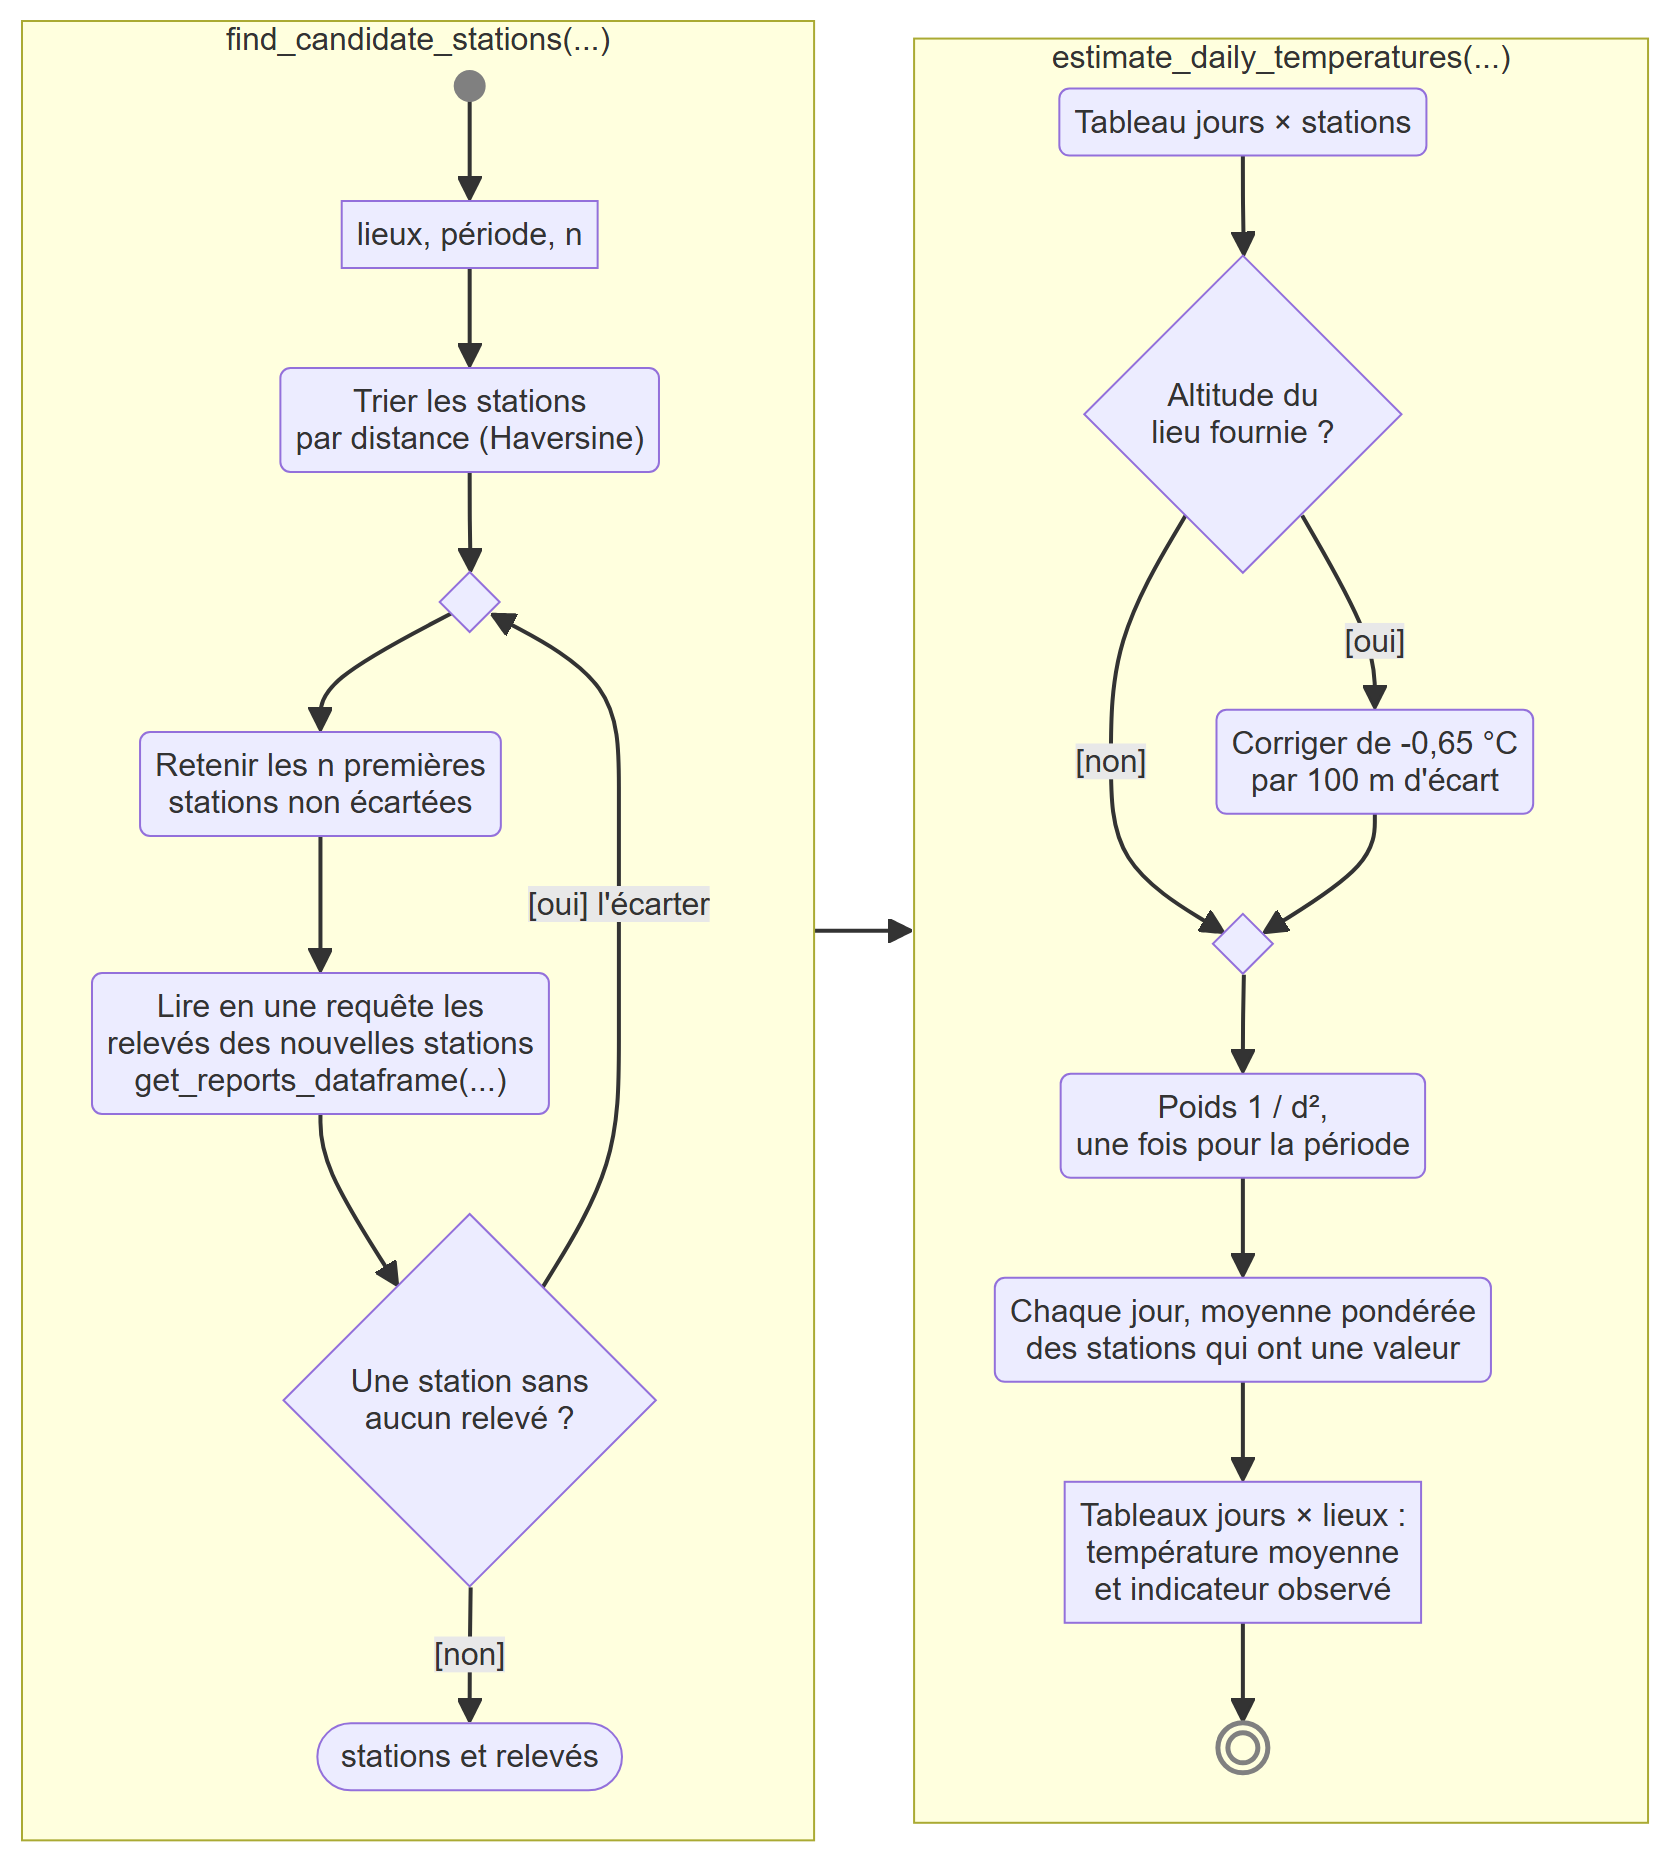 find_candidate_stations(...)
lieux, période, n
Trier les stations
par distance (Haversine)
Retenir les n premières
stations non écartées
[oui] l'écarter
Lire en une requête les
relevés des nouvelles stations
get_reports_dataframe(...)
Une station sans
aucun relevé ?
[non]
stations et relevés
estimate_daily_temperatures(...)
Tableau jours × stations
Altitude du
lieu fournie ?
[oui]
[non]
Corriger de -0,65 °C
par 100 m d'écart
Poids 1 / d²,
une fois pour la période
Chaque jour, moyenne pondérée
des stations qui ont une valeur
Tableaux jours × lieux :
température moyenne
et indicateur observé